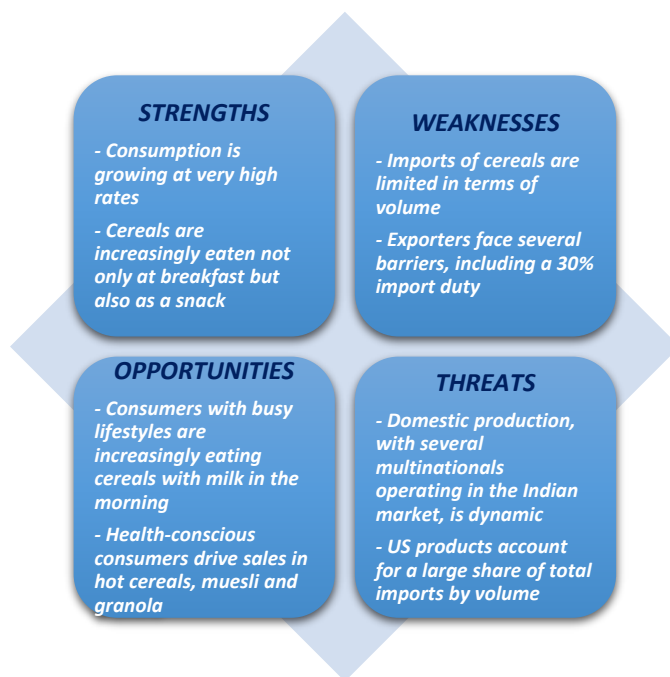 STRENGTHS
- Consumption is
growing at very high
rates
- Cereals are
increasingly eaten not
only at breakfast but
also as a snack
WEAKNESSES
- Imports of cereals are
limited in terms of
volume
- Exporters face several
barriers, including a 30%
import duty
OPPORTUNITIES
- Consumers with busy
lifestyles are
increasingly eating
cereals with milk in the
morning
- Health-conscious
consumers drive sales in
hot cereals, muesli and
granola
THREATS
- Domestic production,
with several
multinationals
operating in the Indian
market, is dynamic
- US products account
for a large share of total
imports by volume